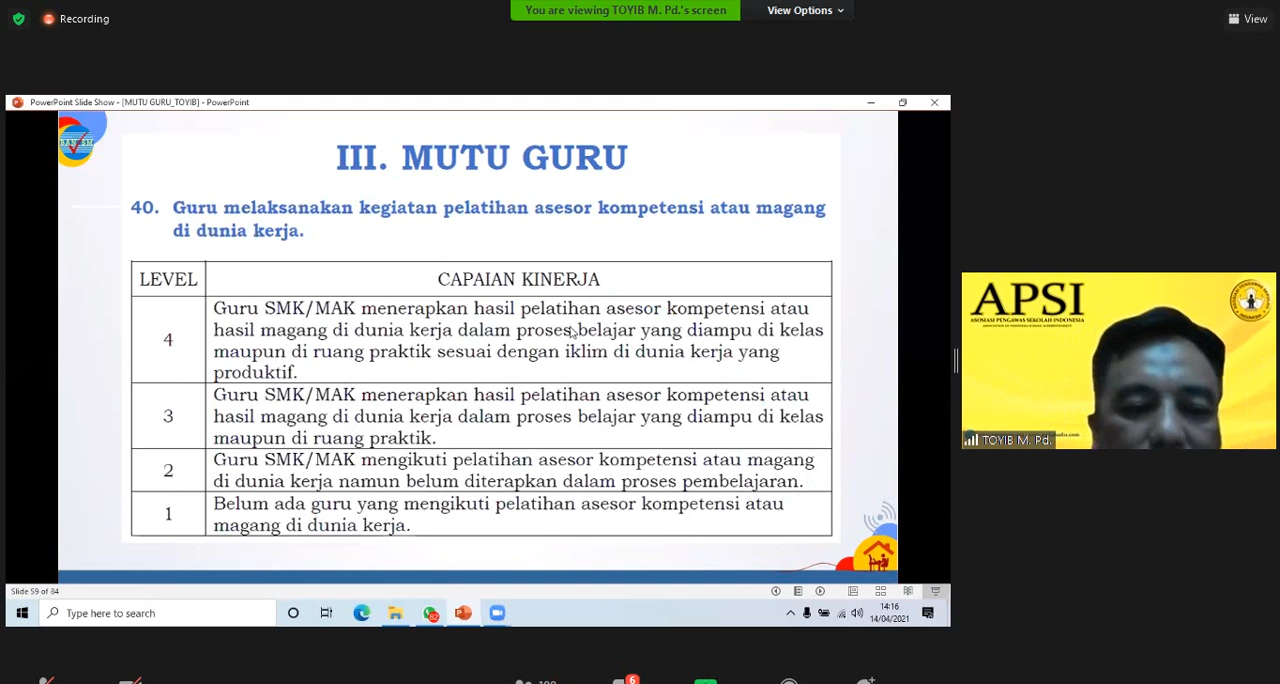 Recording
You are viewing TOYIB M. Pd.'s screen
View Options
View
PowerPoint Slide Show - [MUTU GURU_TOYIB] - PowerPoint
III. MUTU GURU
40. Guru melaksanakan kegiatan pelatihan asesor kompetensi atau magang
di dunia kerja.
LEVEL CAPAIAN KINERJA
4
Guru SMK/MAK menerapkan hasil pelatihan asesor kompetensi atau
hasil magang di dunia kerja dalam proses belajar yang diampu di kelas
maupun di ruang praktik sesuai dengan iklim di dunia kerja yang
produktif.
3
Guru SMK/MAK menerapkan hasil pelatihan asesor kompetensi atau
hasil magang di dunia kerja dalam proses belajar yang diampu di kelas
maupun di ruang praktik.
2
Guru SMK/MAK mengikuti pelatihan asesor kompetensi atau magang
di dunia kerja namun belum diterapkan dalam proses pembelajaran.
1
Belum ada guru yang mengikuti pelatihan asesor kompetensi atau
magang di dunia kerja.
APSI
ASOSIASI PENGAWAS SEKOLAH INDONESIA
TOYIB M. Pd.
Slide 59 of 84
Type here to search
14:16
14/04/2021
6